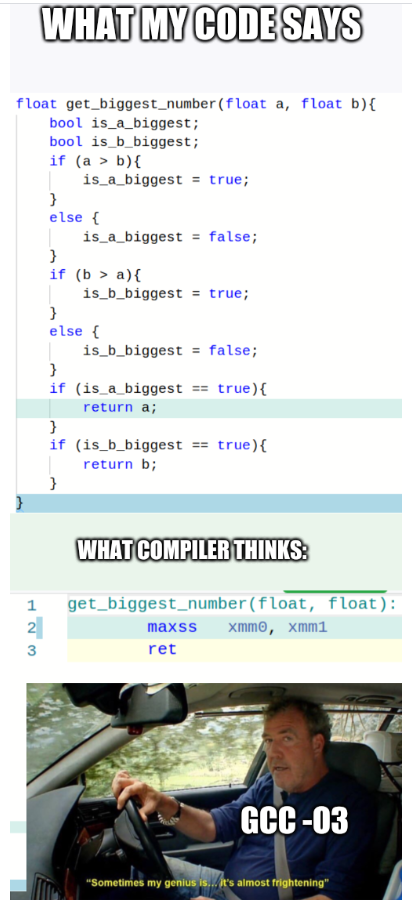 WHAT MY CODE SAYS
float get_biggest_number(float a, float b){
    bool is_a_biggest;
    bool is_b_biggest;
    if (a > b){
        is_a_biggest = true;
    }
    else {
        is_a_biggest = false;
    }
    if (b > a){
        is_b_biggest = true;
    }
    else {
        is_b_biggest = false;
    }
    if (is_a_biggest == true){
        return a;
    }
    if (is_b_biggest == true){
        return b;
    }
}
WHAT COMPILER THINKS:
1 get_biggest_number(float, float):
2 maxss xmm0, xmm1
3 ret
GCC -O3
"Sometimes my genius is... it's almost frightening"